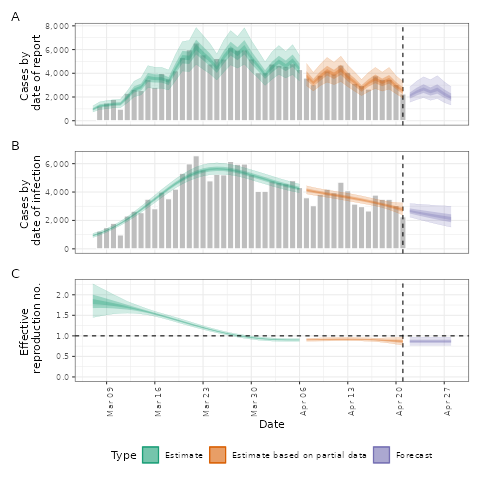 A
Cases by
date of report
8,000
6,000
4,000
2,000
0
B
Cases by
date of infection
6,000
4,000
2,000
0
C
Effective
reproduction no.
2.0
1.5
1.0
0.5
0.0
Mar 09
Mar 16
Mar 23
Mar 30
Apr 06
Apr 13
Apr 20
Apr 27
Date
Type Estimate Estimate based on partial data Forecast